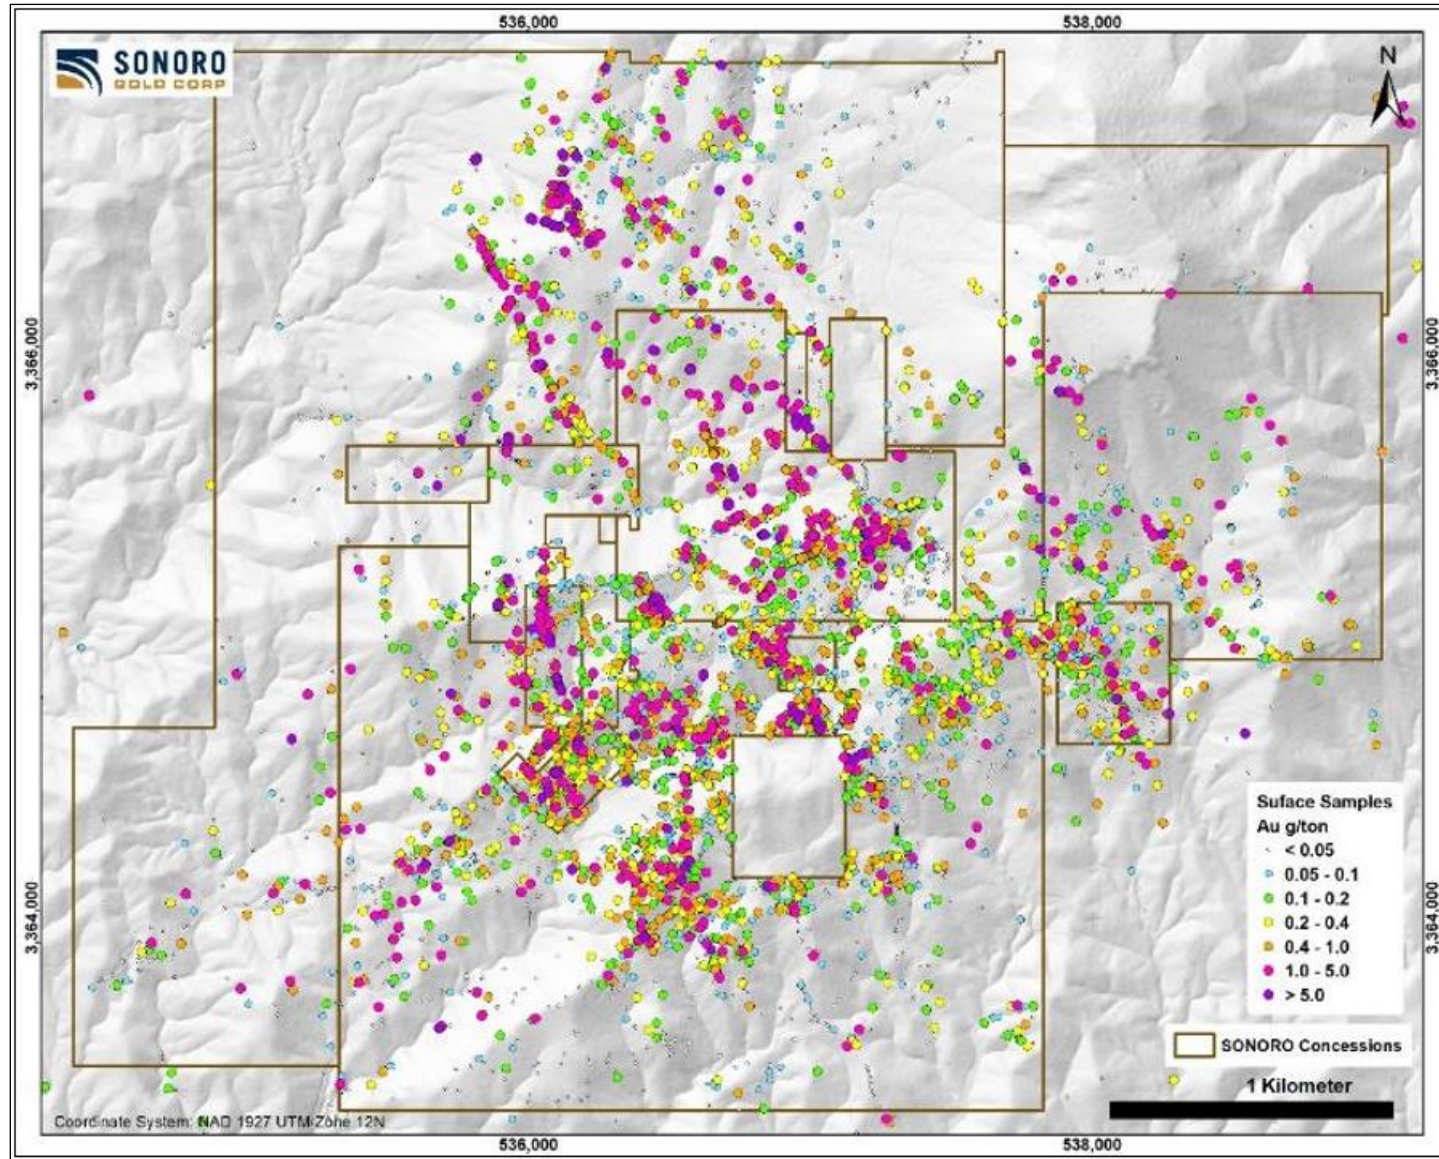 536,000
538,000
SONORO
GOLD CORP
N
3,366,000
3,366,000
3,364,000
3,364,000
Suface Samples
Au g/ton
< 0.05
0.05 - 0.1
0.1 - 0.2
0.2 - 0.4
0.4 - 1.0
1.0 - 5.0
> 5.0
SONORO Concessions
1 Kilometer
Coordinate System: NAD 1927 UTM Zone 12N
536,000
538,000